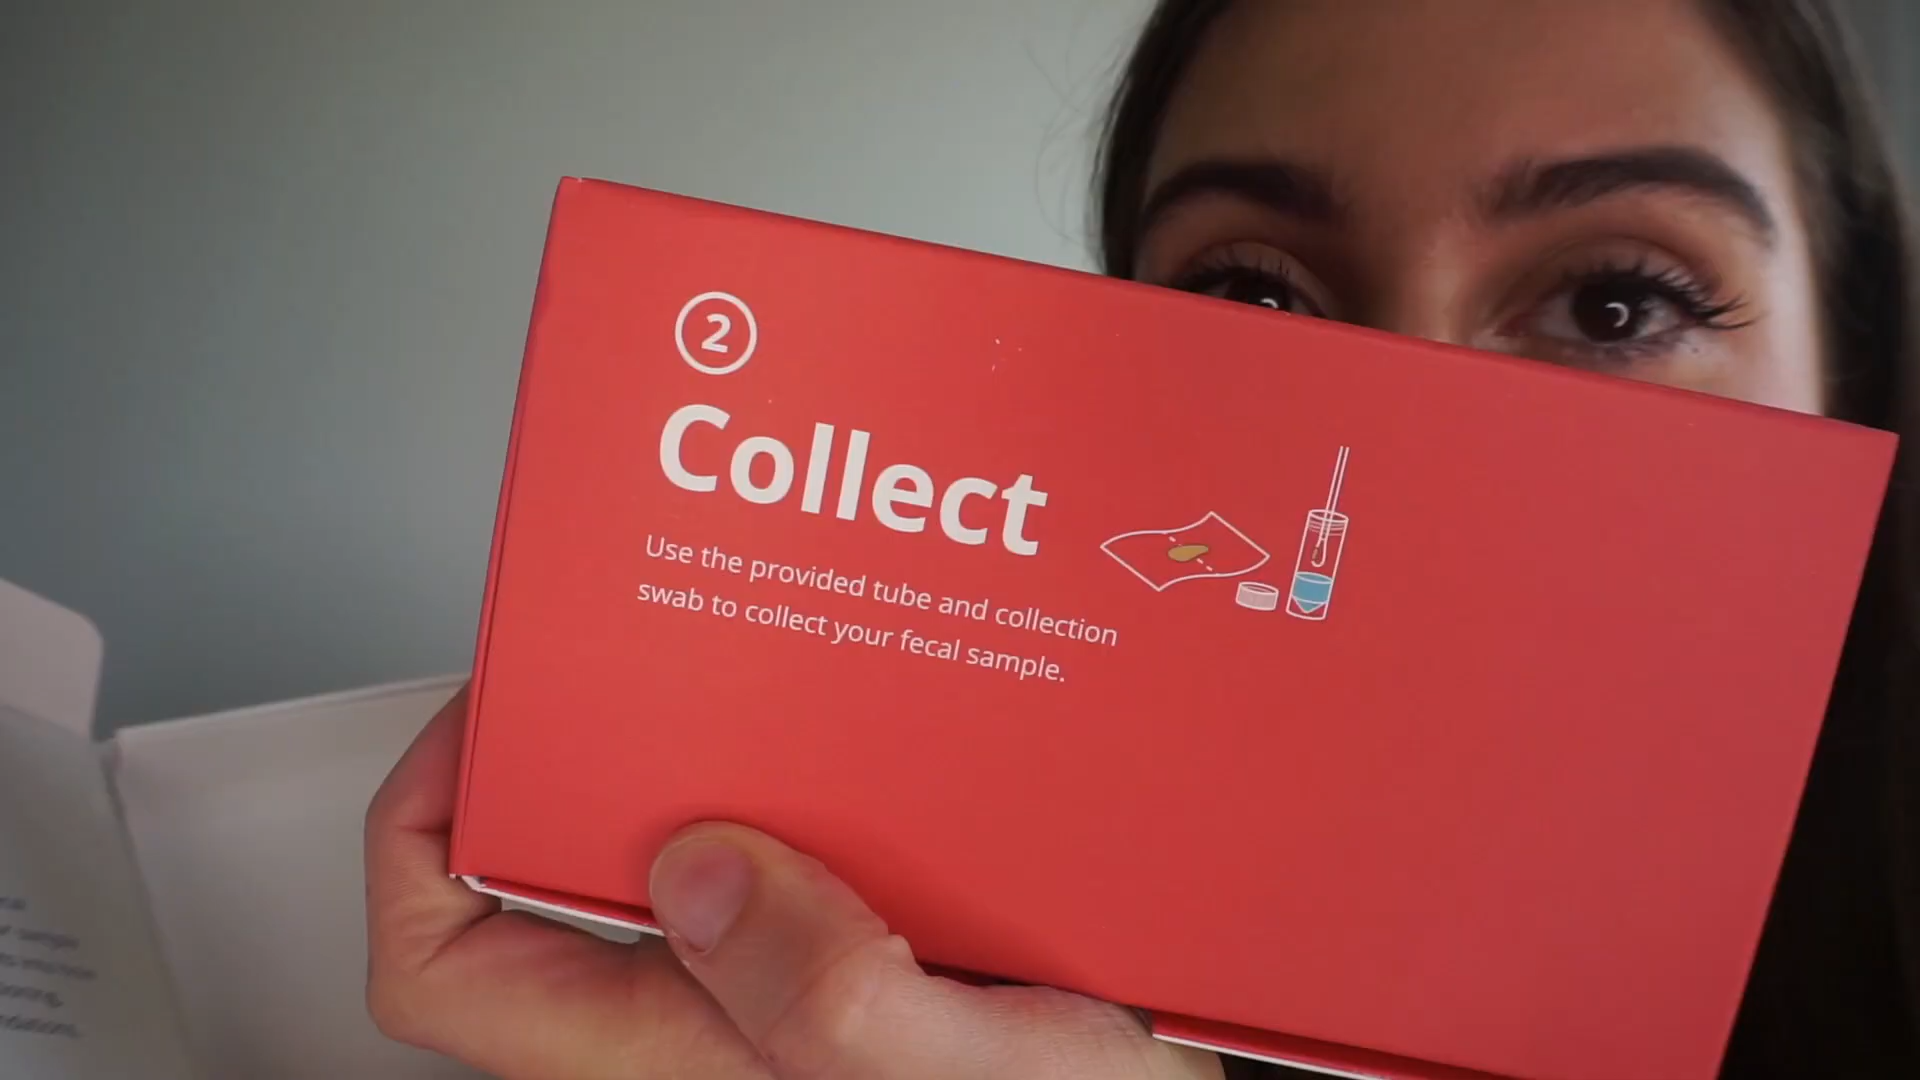 2
Collect
Use the provided tube and collection
swab to collect your fecal sample.